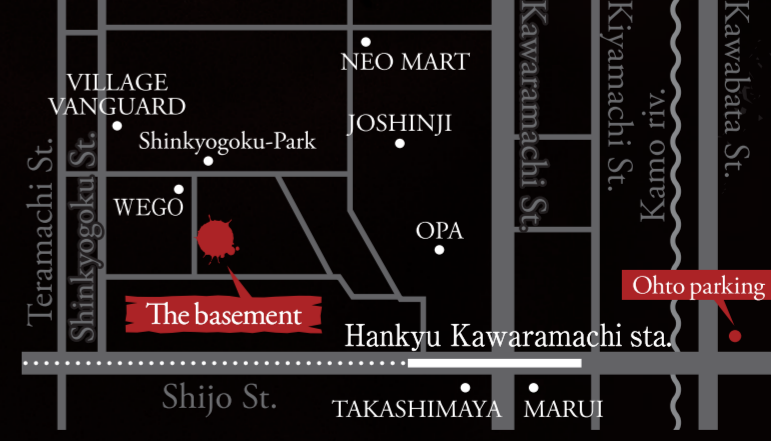 Kawaramachi St.
Kiyamachi St.
Kamo riv.
Kawabata St.
NEO MART
VILLAGE
VANGUARD
JOSHINJI
Shinkyogoku-Park
Teramachi St.
Shinkyogoku St.
WEGO
OPA
Ohto parking
The basement
Hankyu Kawaramachi sta.
Shijo St.
TAKASHIMAYA
MARUI